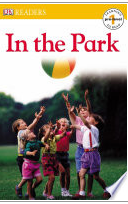 DK READERS
In the Park